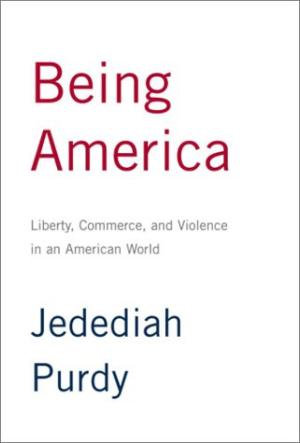 Being
America
Liberty, Commerce, and Violence
in an American World
Jedediah
Purdy